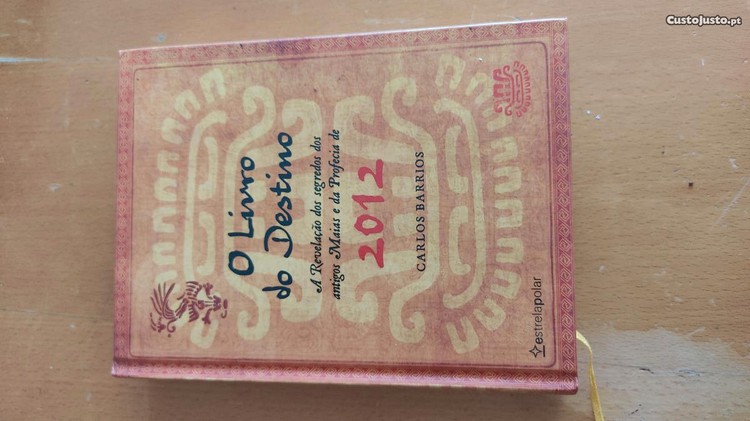 O Livro
do Destino
A Revelação dos segredos dos
antigos Maias e da Profecia de
2012
CARLOS BARRIOS
estrelapolar
CustoJusto.pt